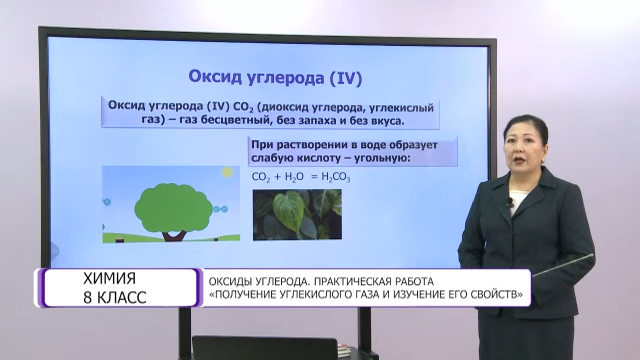 Оксид углерода (IV)
Оксид углерода (IV) CO₂ (диоксид углерода, углекислый
газ) – газ бесцветный, без запаха и без вкуса.
При растворении в воде образует
слабую кислоту – угольную:
CO₂ + H₂O = H₂CO₃
ХИМИЯ
8 КЛАСС
ОКСИДЫ УГЛЕРОДА. ПРАКТИЧЕСКАЯ РАБОТА
«ПОЛУЧЕНИЕ УГЛЕКИСЛОГО ГАЗА И ИЗУЧЕНИЕ ЕГО СВОЙСТВ»